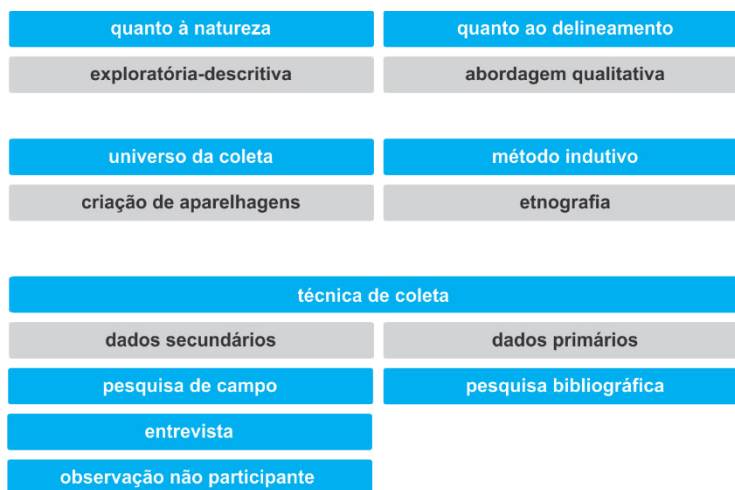 quanto à natureza
quanto ao delineamento
exploratória-descritiva
abordagem qualitativa
universo da coleta
método indutivo
criação de aparelhagens
etnografia
técnica de coleta
dados secundários
dados primários
pesquisa de campo
pesquisa bibliográfica
entrevista
observação não participante